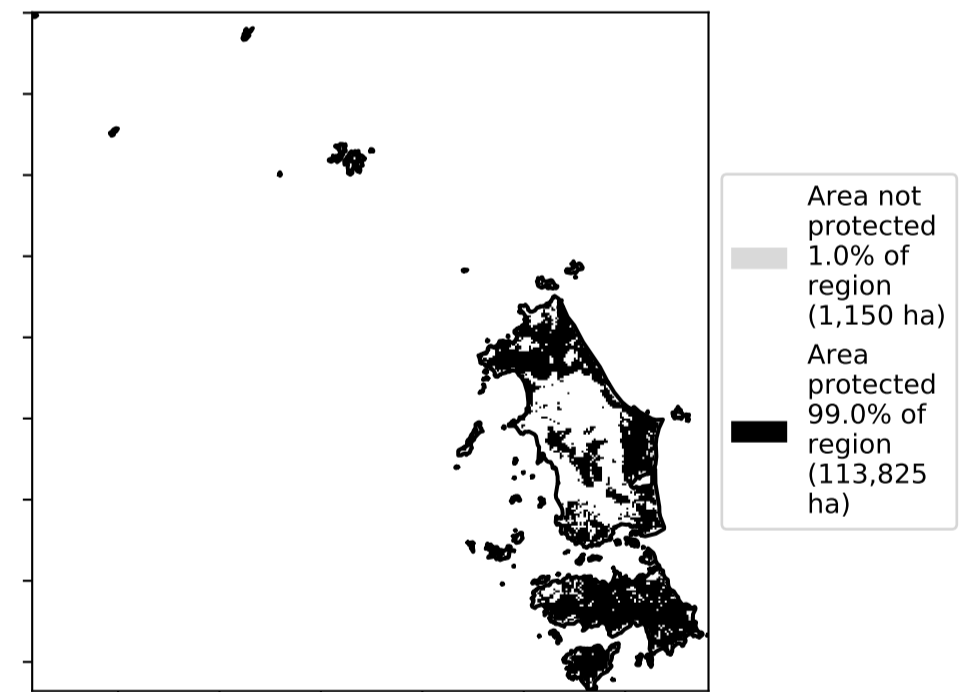 Area not
protected
1.0% of
region
(1,150 ha)
Area
protected
99.0% of
region
(113,825
ha)